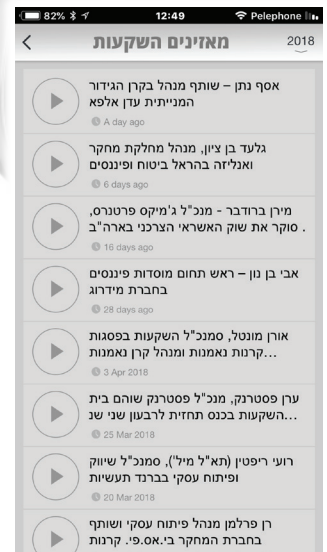 82%
12:49
Pelephone
מאזינים השקעות
2018
אסף נתן – שותף מנהל בקרן הגידור
המנייתית עדן אלפא
A day ago
גלעד בן ציון, מנהל מחלקת מחקר
ואנליזה בהראל ביטוח ופיננסים
6 days ago
מירן ברודבר - מנכ"ל ג'מיקס פרטנרס,
. סוקר את שוק האשראי הצרכני בארה"ב
16 days ago
אבי בן נון – ראש תחום מוסדות פיננסים
בחברת מידרוג
28 days ago
אורן מונטל, סמנכ"ל השקעות בפסגות
קרנות נאמנות ומנהל קרן נאמנות...
3 Apr 2018
ערן פסטרנק, מנכ"ל פסטרנק שוהם בית
השקעות בכנס תחזית לרבעון שני שנ...
25 Mar 2018
רועי ריפטין (תא"ל מיל'), סמנכ"ל שיווק
ופיתוח עסקי בברנד תעשיות
20 Mar 2018
רן פרלמן מנהל פיתוח עסקי ושותף
בחברת המחקר בי.אס.פי. קרנות